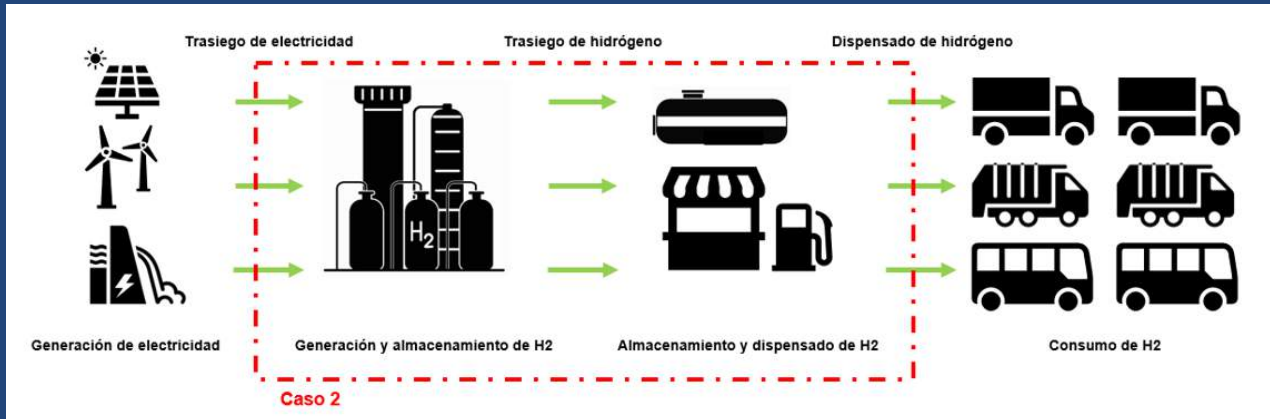 Trasiego de electricidad
Trasiego de hidrógeno
Dispensado de hidrógeno
H2
Generación de electricidad
Generación y almacenamiento de H2
Almacenamiento y dispensado de H2
Consumo de H2
Caso 2